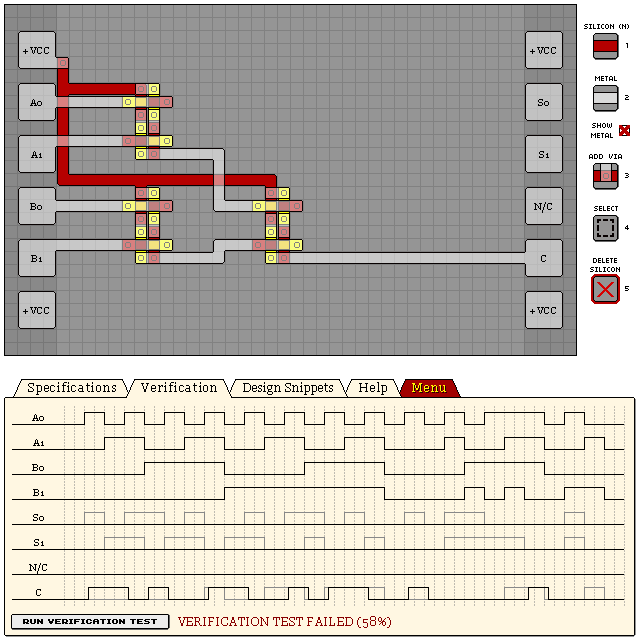 +VCC
+VCC
SILICON (N)
1
METAL
2
A0
S0
SHOW
METAL
A1
S1
ADD VIA
3
B0
N/C
SELECT
4
B1
C
DELETE
SILICON
5
+VCC
+VCC
Specifications
Verification
Design Snippets
Help
Menu
A0
A1
B0
B1
S0
S1
N/C
C
RUN VERIFICATION TEST
VERIFICATION TEST FAILED (58%)